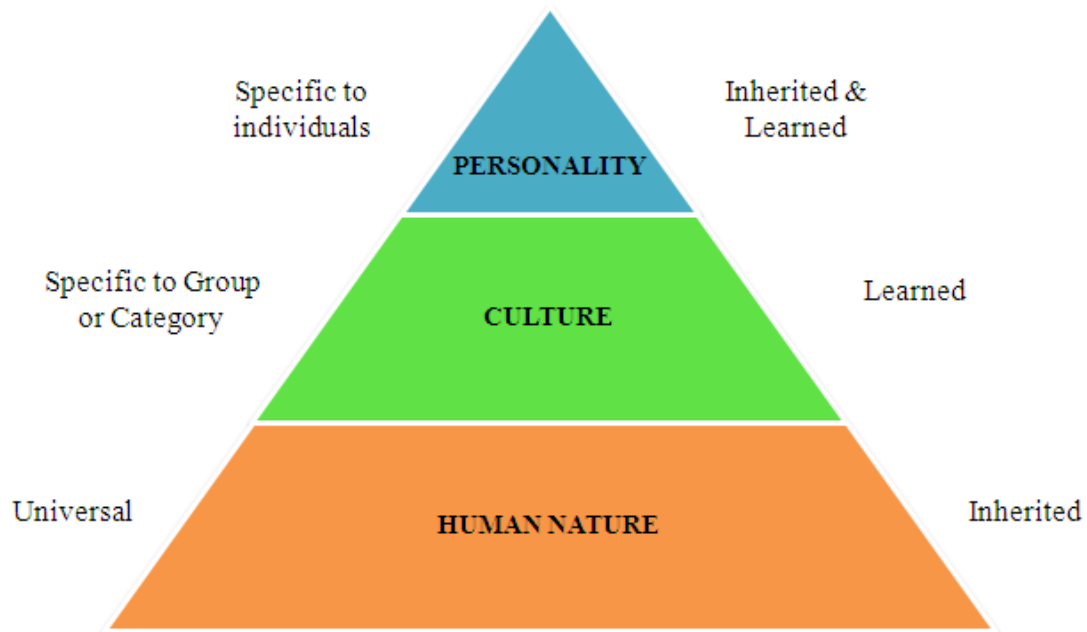 Specific to
individuals
Inherited &
Learned
PERSONALITY
Specific to Group
or Category
CULTURE
Learned
Universal
HUMAN NATURE
Inherited